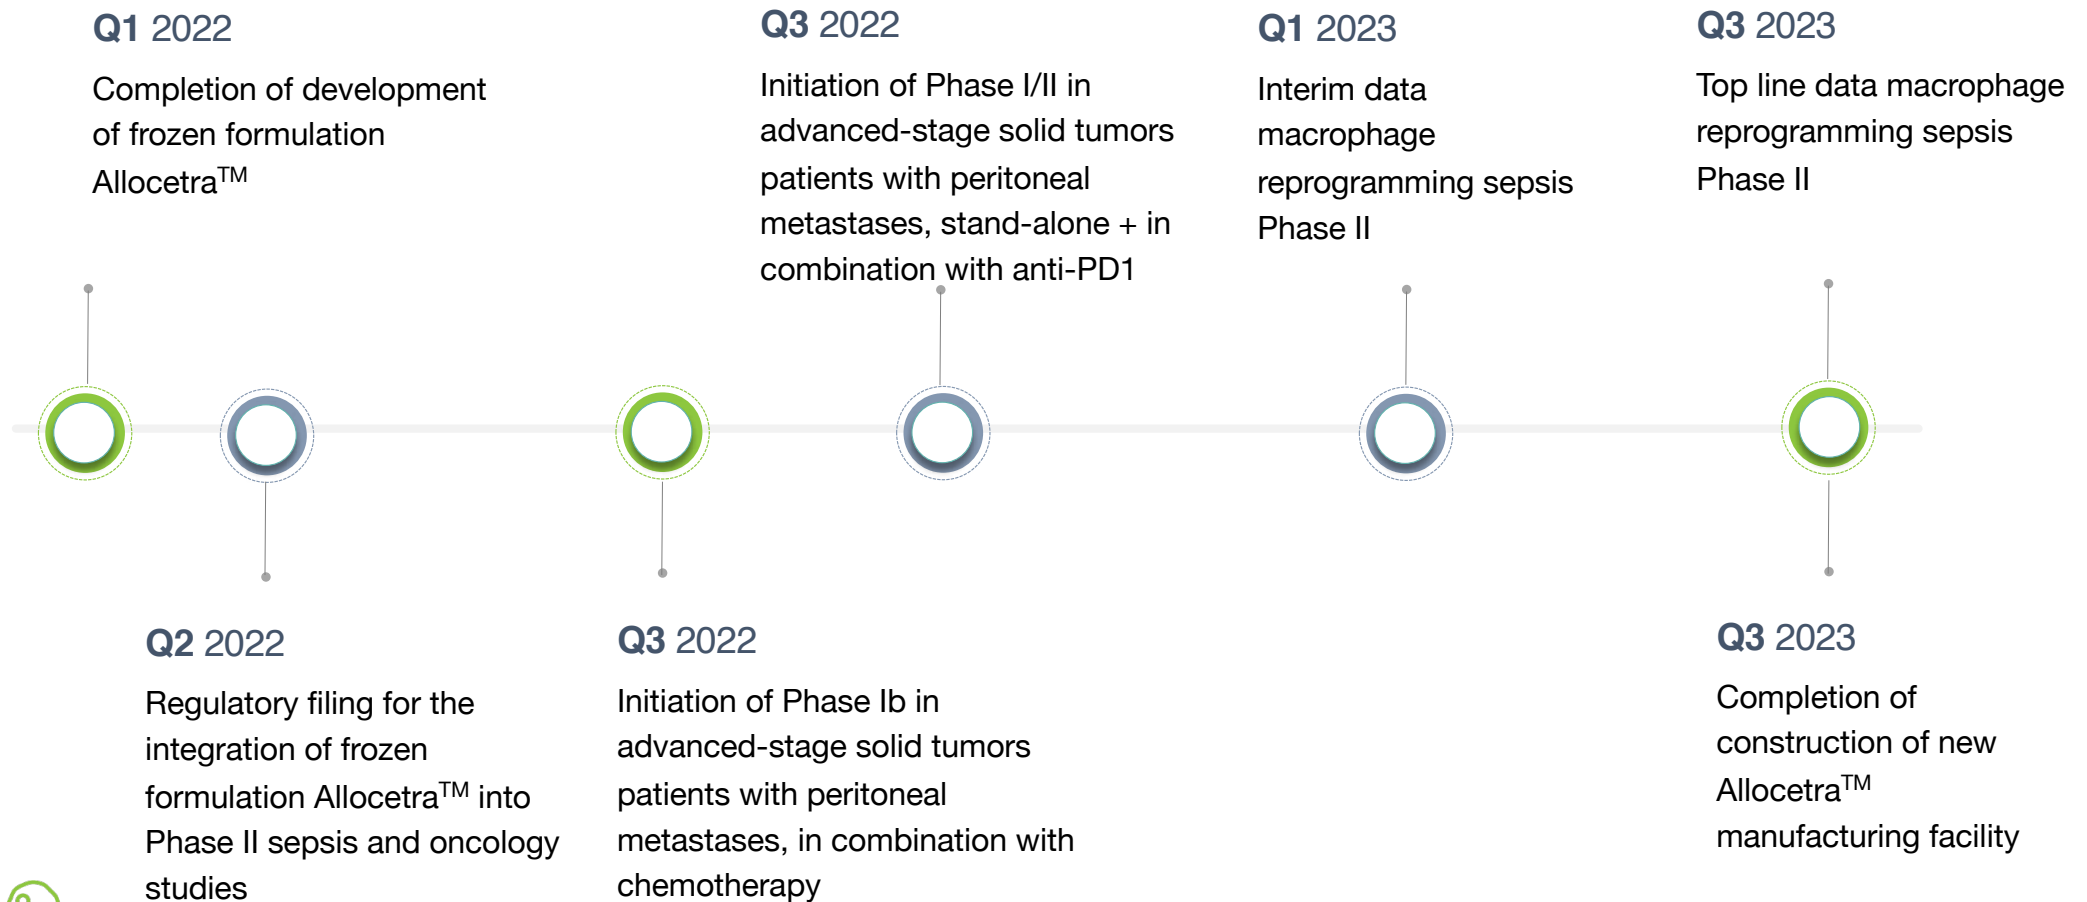 Q1 2022
Completion of development
of frozen formulation
Allocetra™
Q3 2022
Initiation of Phase I/II in
advanced-stage solid tumors
patients with peritoneal
metastases, stand-alone + in
combination with anti-PD1
Q1 2023
Interim data
macrophage
reprogramming sepsis
Phase II
Q3 2023
Top line data macrophage
reprogramming sepsis
Phase II
Q2 2022
Regulatory filing for the
integration of frozen
formulation Allocetra™ into
Phase II sepsis and oncology
studies
Q3 2022
Initiation of Phase Ib in
advanced-stage solid tumors
patients with peritoneal
metastases, in combination with
chemotherapy
Q3 2023
Completion of
construction of new
Allocetra™
manufacturing facility